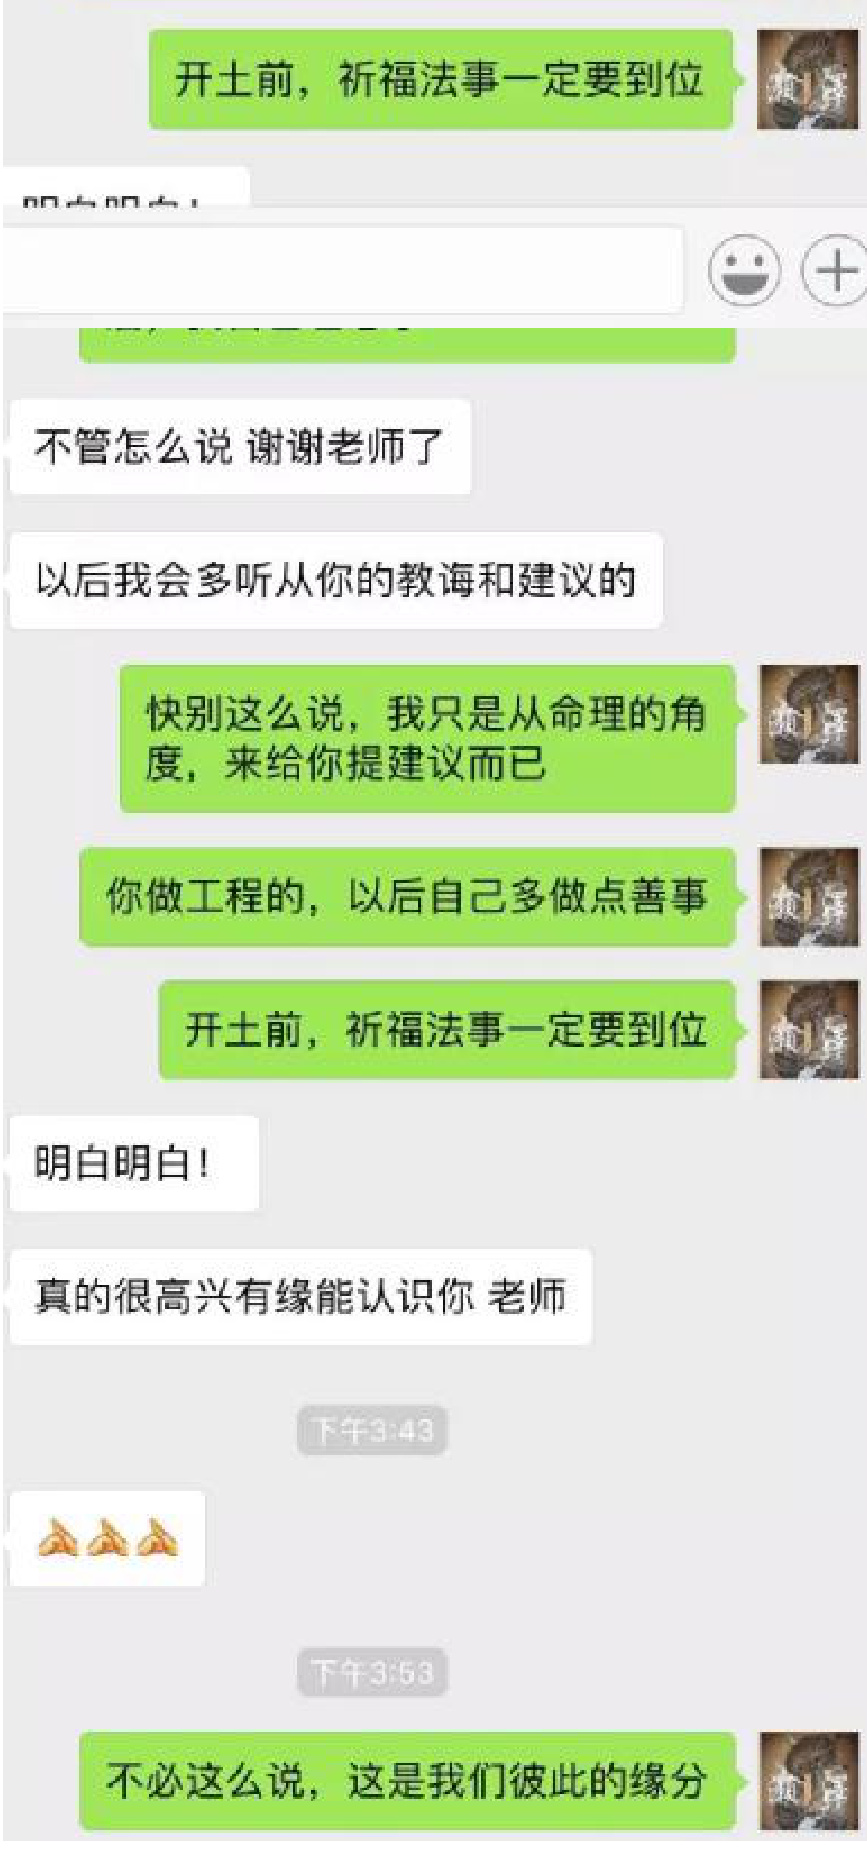 开土前，祈福法事一定要到位
明白明白！
不管怎么说 谢谢老师了
以后我会多听从你的教诲和建议的
快别这么说，我只是从命理的角
度，来给你提建议而已
你做工程的，以后自己多做点善事
开土前，祈福法事一定要到位
明白明白！
真的很高兴有缘能认识你 老师
下午3:43
下午3:53
不必这么说，这是我们彼此的缘分